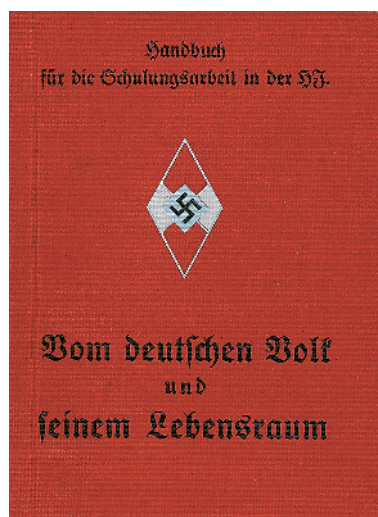 Handbuch
für die Schulungsarbeit in der HJ.
Vom deutschen Volk
und
seinem Lebensraum